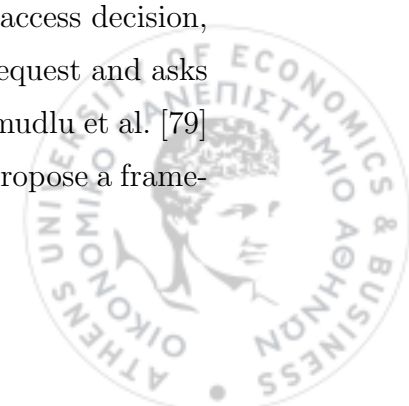 access decision,
equest and asks
mudlu et al. [79]
ropose a frame-
ATHENS UNIVERSITY OF ECONOMICS & BUSINESS
ΟΙΚΟΝΟΜΙΚΟ ΠΑΝΕΠΙΣΤΗΜΙΟ ΑΘΗΝΩΝ